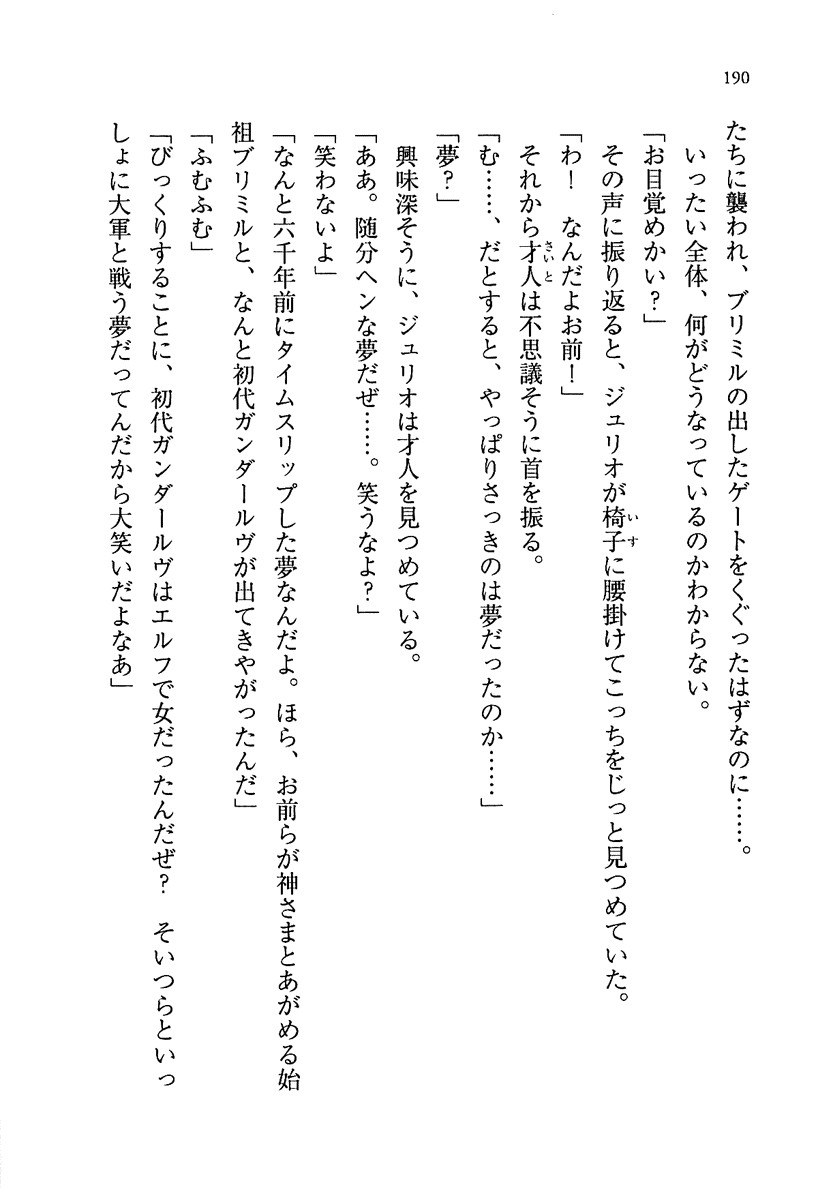 190
たちに襲われ、ブリミルの出したゲートをくぐったはずなのに……。
いったい全体、何がどうなっているのかわからない。
「お目覚めかい？」
その声に振り返ると、ジュリオが椅子に腰掛けてこっちをじっと見つめていた。
「わ！　なんだよお前！」
それから才人は不思議そうに首を振る。
「む……、だとすると、やっぱりさっきのは夢だったのか……」
「夢？」
興味深そうに、ジュリオは才人を見つめている。
「ああ。随分ヘンな夢だぜ……。笑うなよ？」
「笑わないよ」
「なんと六千年前にタイムスリップした夢なんだよ。ほら、お前らが神さまとあがめる始
祖ブリミルと、なんと初代ガンダールヴが出てきやがったんだ」
「ふむふむ」
「びっくりすることに、初代ガンダールヴはエルフで女だったんだぜ？　そいつらといっ
しょに大軍と戦う夢だってんだから大笑いだよなあ」